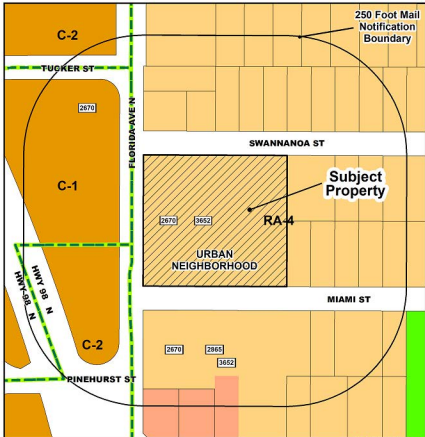 C-2
250 Foot Mail
Notification
Boundary
TUCKER ST
2670
FLORIDA AVE N
SWANNANOA ST
C-1
Subject
Property
2670
3652
RA-4
URBAN
NEIGHBORHOOD
HWY 98 N
HWY 98 N
MIAMI ST
C-2
2670
2865
3652
PINEHURST ST